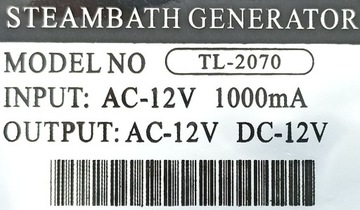 STEAMBATH GENERATOR
MODEL NO TL-2070
INPUT: AC-12V 1000mA
OUTPUT: AC-12V DC-12V